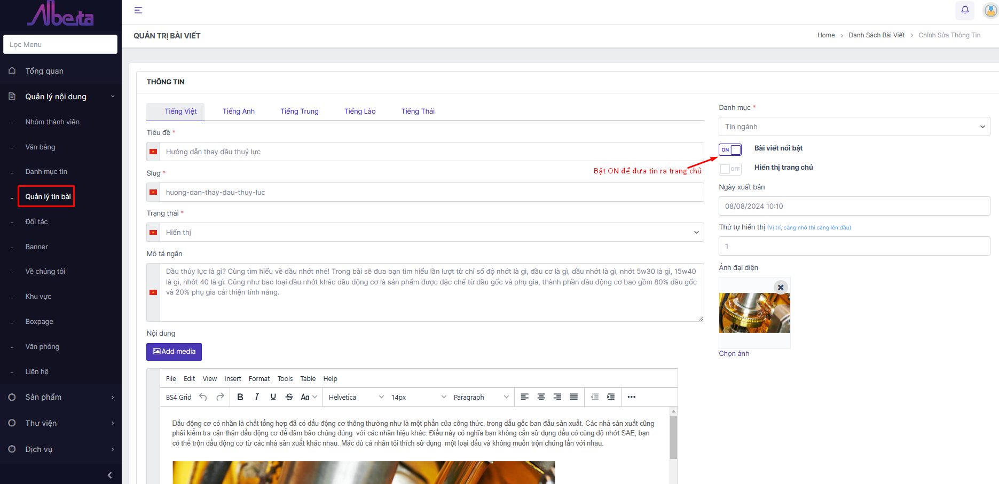 Alberta
Lọc Menu
Tổng quan
Quản lý nội dung
Nhóm thành viên
Văn bằng
Danh mục tin
Quản lý tin bài
Đối tác
Banner
Về chúng tôi
Khu vực
Boxpage
Văn phòng
Liên hệ
Sản phẩm
Thư viện
Dịch vụ
QUẢN TRỊ BÀI VIẾT
Home › Danh Sách Bài Viết › Chỉnh Sửa Thông Tin
THÔNG TIN
Tiếng Việt Tiếng Anh Tiếng Trung Tiếng Lào Tiếng Thái
Tiêu đề *
Hướng dẫn thay dầu thuỷ lực
Slug *
huong-dan-thay-dau-thuy-luc
Trạng thái *
Hiển thị
Mô tả ngắn
Dầu thủy lực là gì? Cùng tìm hiểu về dầu nhớt nhé! Trong bài sẽ đưa bạn tìm hiểu lần lượt từ chỉ số độ nhớt là gì, đầu cơ là gì, dầu nhớt là gì, nhớt 5w30 là gì, 15w40
là gì, nhớt 40 là gì. Cũng như bao loại dầu nhớt khác dầu động cơ là sản phẩm được đặc chế từ dầu gốc và phụ gia, thành phần dầu động cơ bao gồm 80% dầu gốc
và 20% phụ gia cải thiện tính năng.
Nội dung
Add media
File Edit View Insert Format Tools Table Help
BS4 Grid B I U S Aa Helvetica 14px Paragraph
Dầu động cơ có nhãn là chất tổng hợp đã có dầu động cơ thông thường như là một phần của công thức, trong dầu gốc ban đầu sản xuất. Các nhà sản xuất cũng
phải kiểm tra cận thận dầu động cơ để đảm bảo chúng đúng với các nhãn hiệu khác. Điều này có nghĩa bạn không cần sử dụng dầu có cùng độ nhớt SAE, bạn
có thể trộn dầu động cơ từ các nhà sản xuất khác nhau. Mặc dù cá nhân tôi thích sử dụng một loại dầu và không muốn trộn chúng lẫn với nhau.
Danh mục *
Tin ngành
ON Bài viết nổi bật
Bật ON để đưa tin ra trang chủ
OFF Hiển thị trang chủ
Ngày xuất bản
08/08/2024 10:10
Thứ tự hiển thị (Vị trí, càng nhỏ thì càng lên đầu)
1
Ảnh đại diện
Chọn ảnh